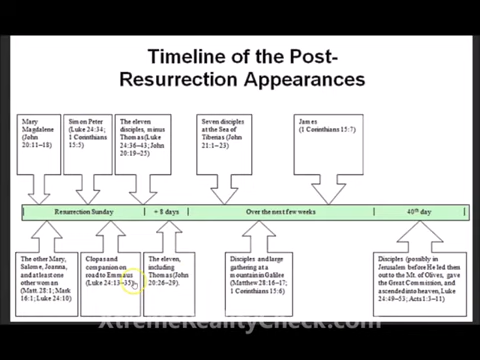 Timeline of the Post-
Resurrection Appearances
Mary
Magdalene
(John
20:11–18)
Simon Peter
(Luke 24:34;
1 Corinthians
15:5)
The eleven
disciples, minus
Thomas (Luke
24:36–43; John
20:19–25)
Seven disciples
at the Sea of
Tiberias (John
21:1–23)
James
(1 Corinthians 15:7)
Resurrection Sunday
+ 8 days
Over the next few weeks
40th day
The other Mary,
Salome, Joanna,
and at least one
other woman
(Matt. 28:1; Mark
16:1; Luke 24:10)
Clopas and
companion on
road to Emmaus
(Luke 24:13–35)
The eleven,
including
Thomas (John
20:26–29).
Disciples and large
gathering at a
mountain in Galilee
(Matthew 28:16–17;
1 Corinthians 15:6)
Disciples (possibly in
Jerusalem before He led them
out to the Mt. of Olives, gave
the Great Commission, and
ascended into heaven, Luke
24:49–53; Acts 1:3–11)
XtremeRealityCheck.com